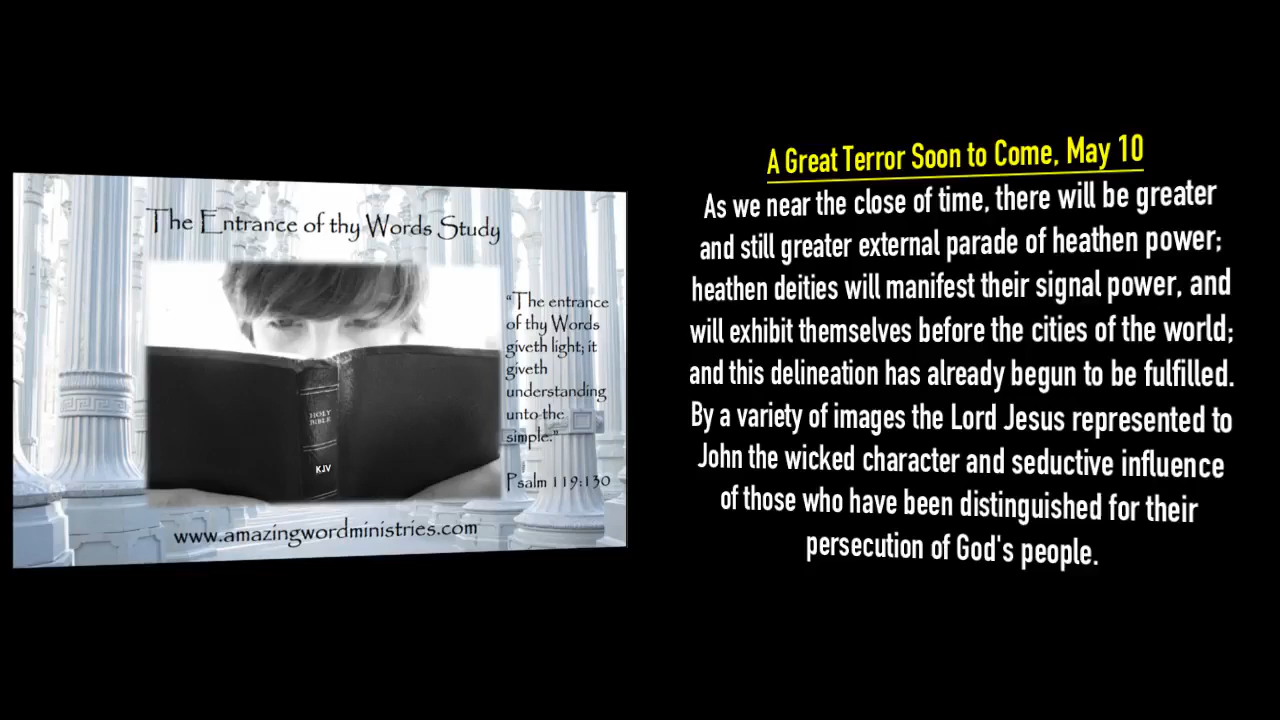 The Entrance of thy Words Study
"The entrance
of thy Words
giveth light; it
giveth
understanding
unto the
simple."
Psalm 119:130
HOLY
BIBLE
KJV
www.amazingwordministries.com
A Great Terror Soon to Come, May 10
As we near the close of time, there will be greater
and still greater external parade of heathen power;
heathen deities will manifest their signal power, and
will exhibit themselves before the cities of the world;
and this delineation has already begun to be fulfilled.
By a variety of images the Lord Jesus represented to
John the wicked character and seductive influence
of those who have been distinguished for their
persecution of God's people.